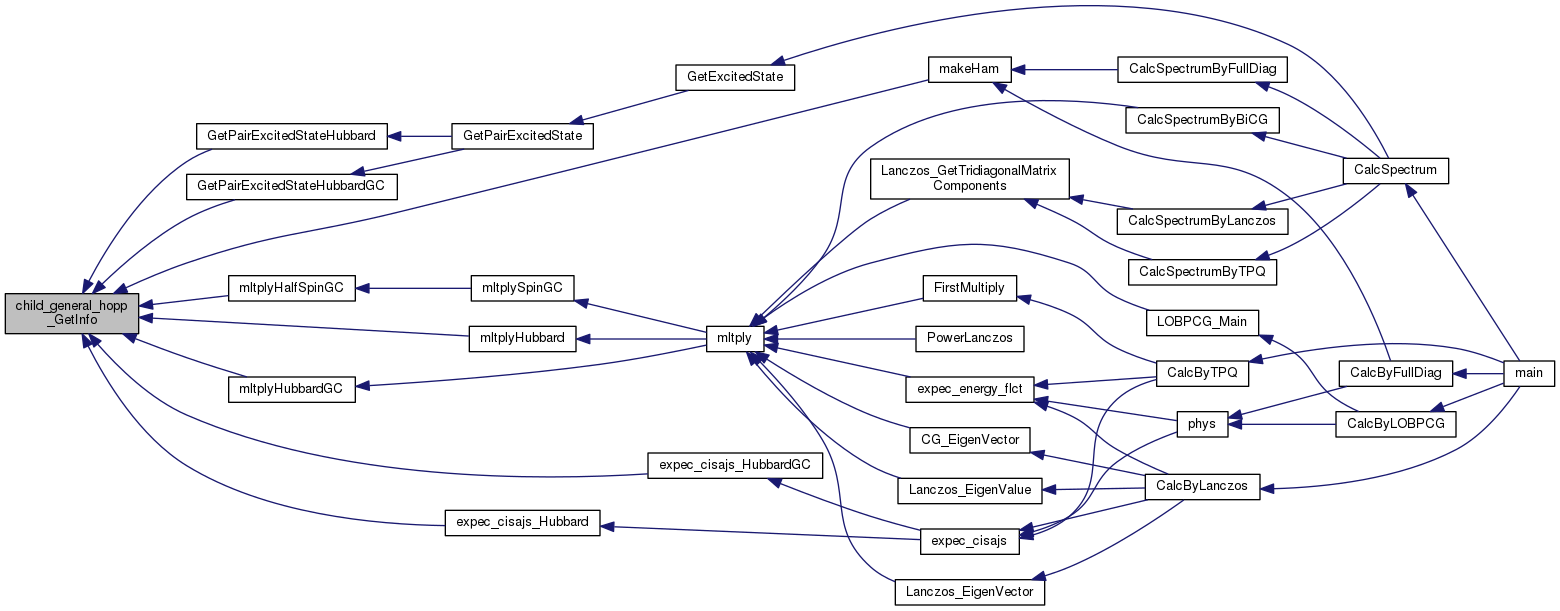 GetExcitedState
makeHam
CalcSpectrumByFullDiag
GetPairExcitedStateHubbard
GetPairExcitedState
CalcSpectrumByBiCG
GetPairExcitedStateHubbardGC
Lanczos_GetTridiagonalMatrix
Components
CalcSpectrum
CalcSpectrumByLanczos
CalcSpectrumByTPQ
child_general_hopp
_GetInfo
mltplyHalfSpinGC
mltplySpinGC
FirstMultiply
LOBPCG_Main
mltplyHubbard
mltply
PowerLanczos
mltplyHubbardGC
expec_energy_flct
CalcByTPQ
CalcByFullDiag
main
phys
CalcByLOBPCG
CG_EigenVector
expec_cisajs_HubbardGC
Lanczos_EigenValue
CalcByLanczos
expec_cisajs_Hubbard
expec_cisajs
Lanczos_EigenVector